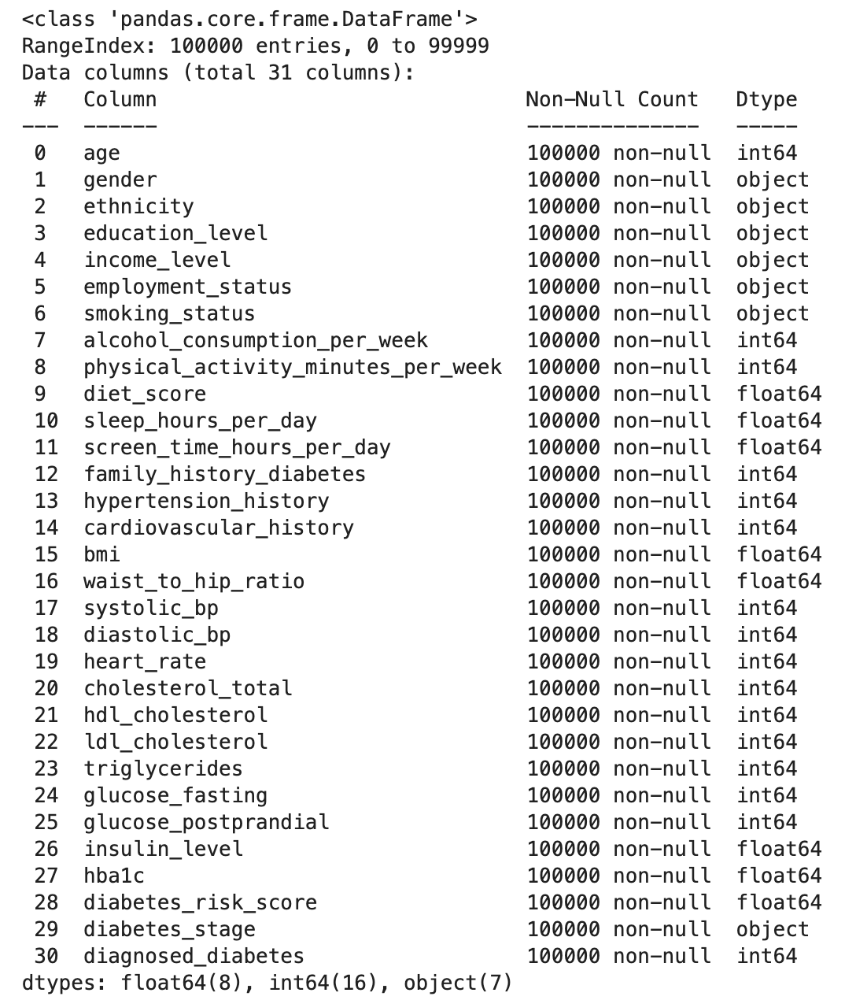 <class 'pandas.core.frame.DataFrame'>
RangeIndex: 100000 entries, 0 to 99999
Data columns (total 31 columns):
 #   Column                              Non-Null Count   Dtype
---  ------                              --------------   -----
 0   age                                 100000 non-null  int64
 1   gender                              100000 non-null  object
 2   ethnicity                           100000 non-null  object
 3   education_level                     100000 non-null  object
 4   income_level                        100000 non-null  object
 5   employment_status                   100000 non-null  object
 6   smoking_status                      100000 non-null  object
 7   alcohol_consumption_per_week        100000 non-null  int64
 8   physical_activity_minutes_per_week  100000 non-null  int64
 9   diet_score                          100000 non-null  float64
 10  sleep_hours_per_day                 100000 non-null  float64
 11  screen_time_hours_per_day           100000 non-null  float64
 12  family_history_diabetes             100000 non-null  int64
 13  hypertension_history                100000 non-null  int64
 14  cardiovascular_history              100000 non-null  int64
 15  bmi                                 100000 non-null  float64
 16  waist_to_hip_ratio                  100000 non-null  float64
 17  systolic_bp                         100000 non-null  int64
 18  diastolic_bp                        100000 non-null  int64
 19  heart_rate                          100000 non-null  int64
 20  cholesterol_total                   100000 non-null  int64
 21  hdl_cholesterol                     100000 non-null  int64
 22  ldl_cholesterol                     100000 non-null  int64
 23  triglycerides                       100000 non-null  int64
 24  glucose_fasting                     100000 non-null  int64
 25  glucose_postprandial                100000 non-null  int64
 26  insulin_level                       100000 non-null  float64
 27  hba1c                               100000 non-null  float64
 28  diabetes_risk_score                 100000 non-null  float64
 29  diabetes_stage                      100000 non-null  object
 30  diagnosed_diabetes                  100000 non-null  int64
dtypes: float64(8), int64(16), object(7)